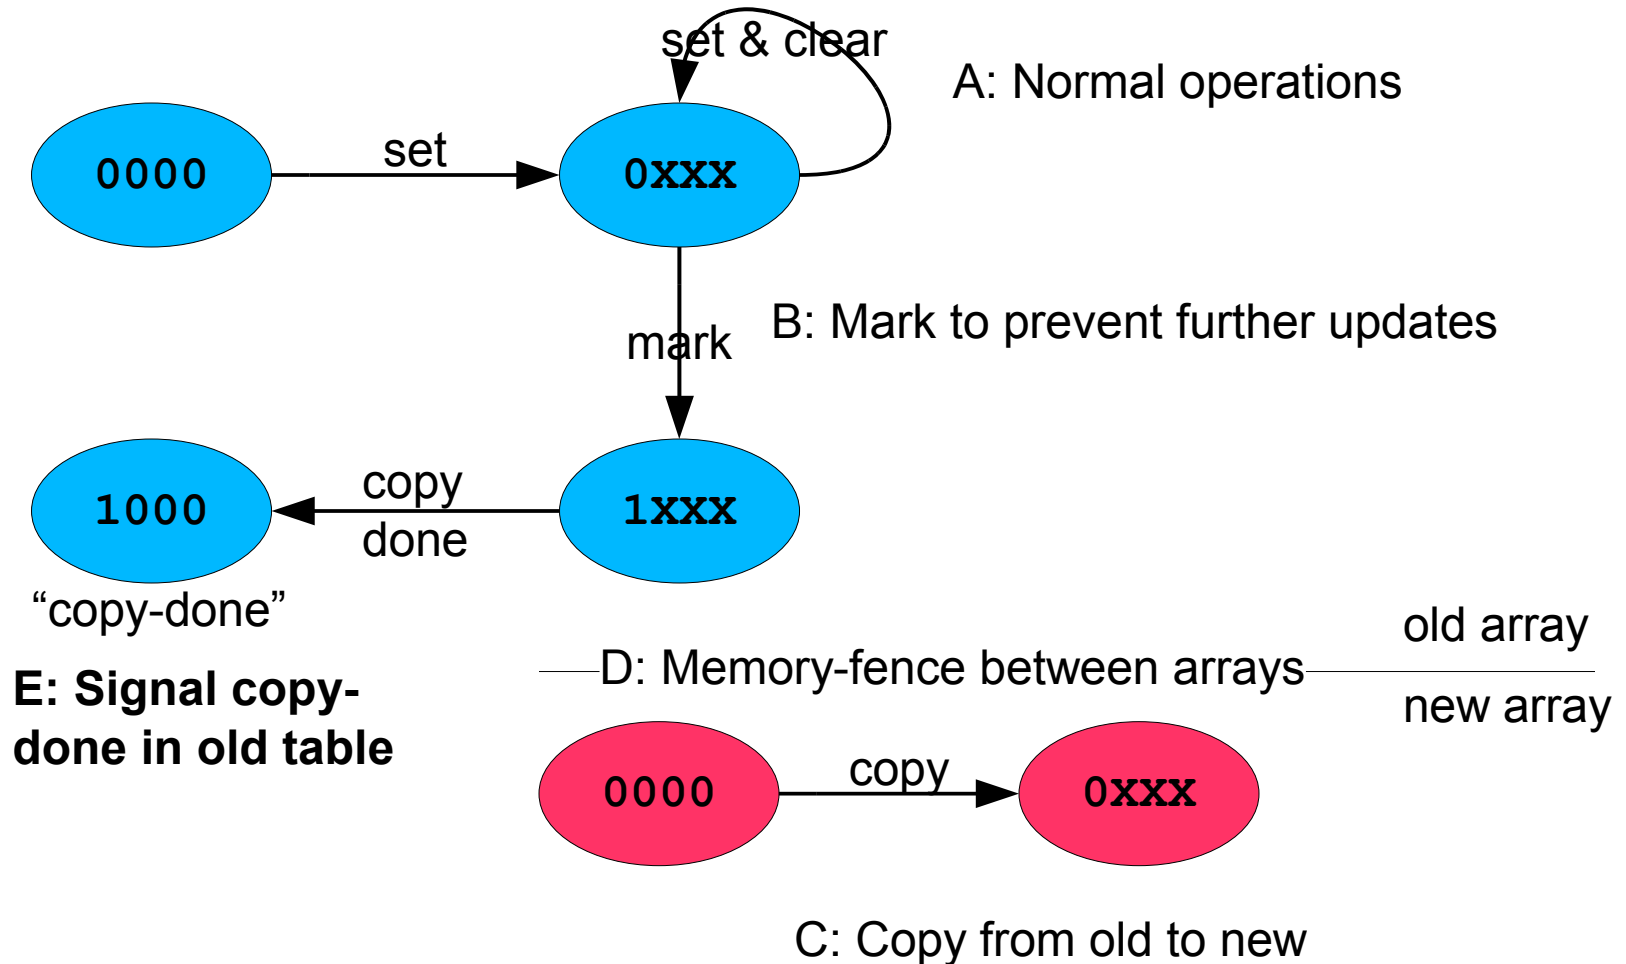 set & clear
A: Normal operations
0000
set
0xxx
mark
B: Mark to prevent further updates
1000
copy
done
1xxx
“copy-done”
E: Signal copy-
done in old table
old array
D: Memory-fence between arrays
new array
0000
copy
0xxx
C: Copy from old to new